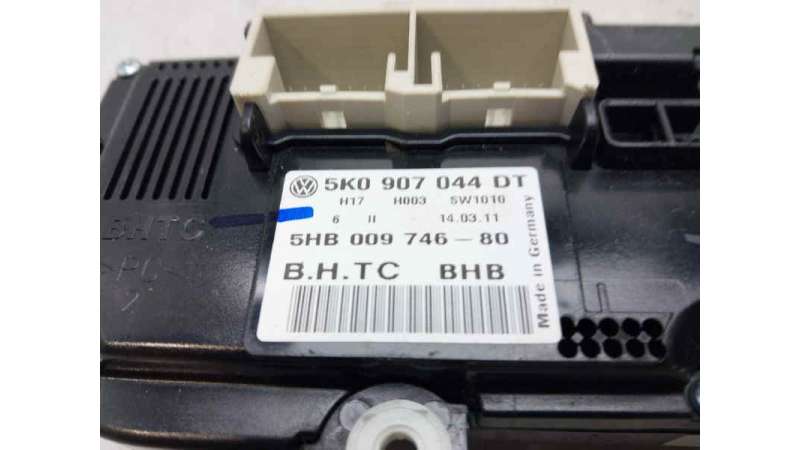 5K0 907 044 DT
H17 H003 SW1010
6 II 14.03.11
5HB 009 746-80
B.H.TC BHB
Made in Germany
BHTC
>PC